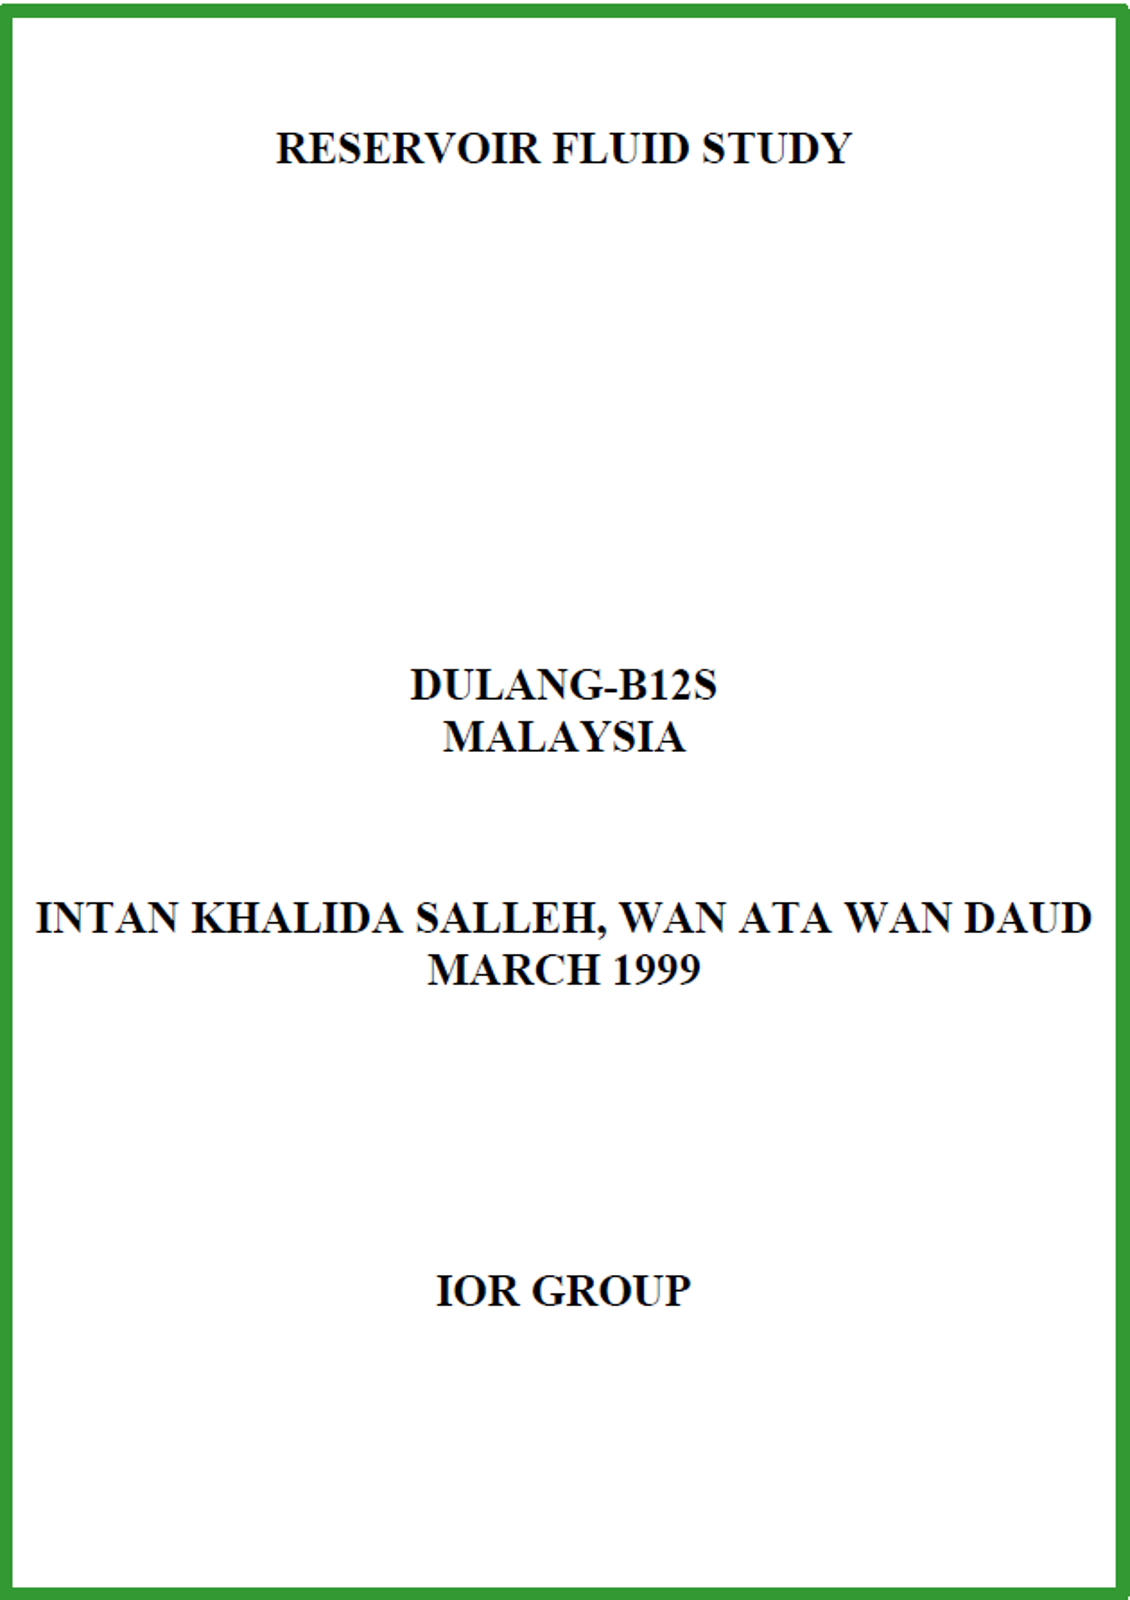 RESERVOIR FLUID STUDY
DULANG-B12S
MALAYSIA
INTAN KHALIDA SALLEH, WAN ATA WAN DAUD
MARCH 1999
IOR GROUP